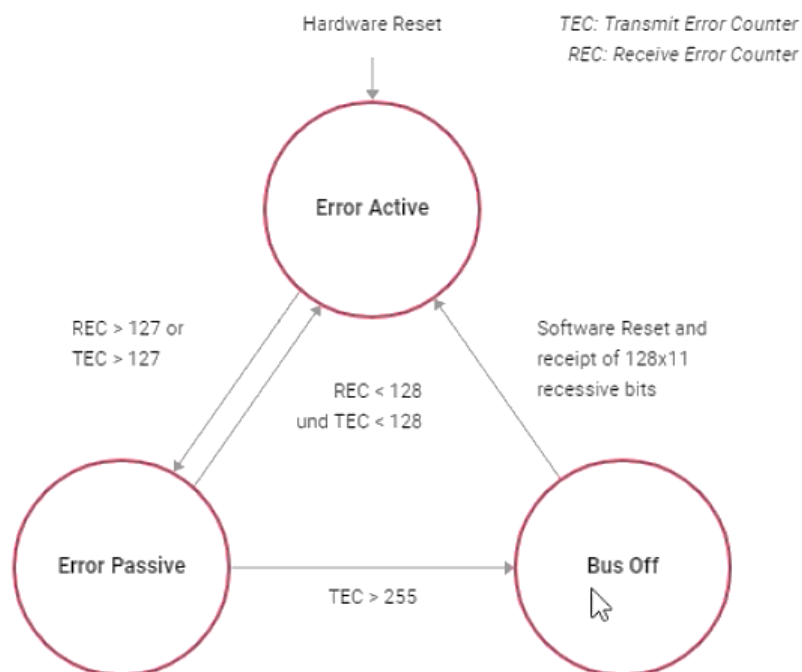 Hardware Reset
TEC: Transmit Error Counter
REC: Receive Error Counter
Error Active
REC > 127 or
TEC > 127
Software Reset and
receipt of 128x11
recessive bits
REC < 128
und TEC < 128
Error Passive
Bus Off
TEC > 255